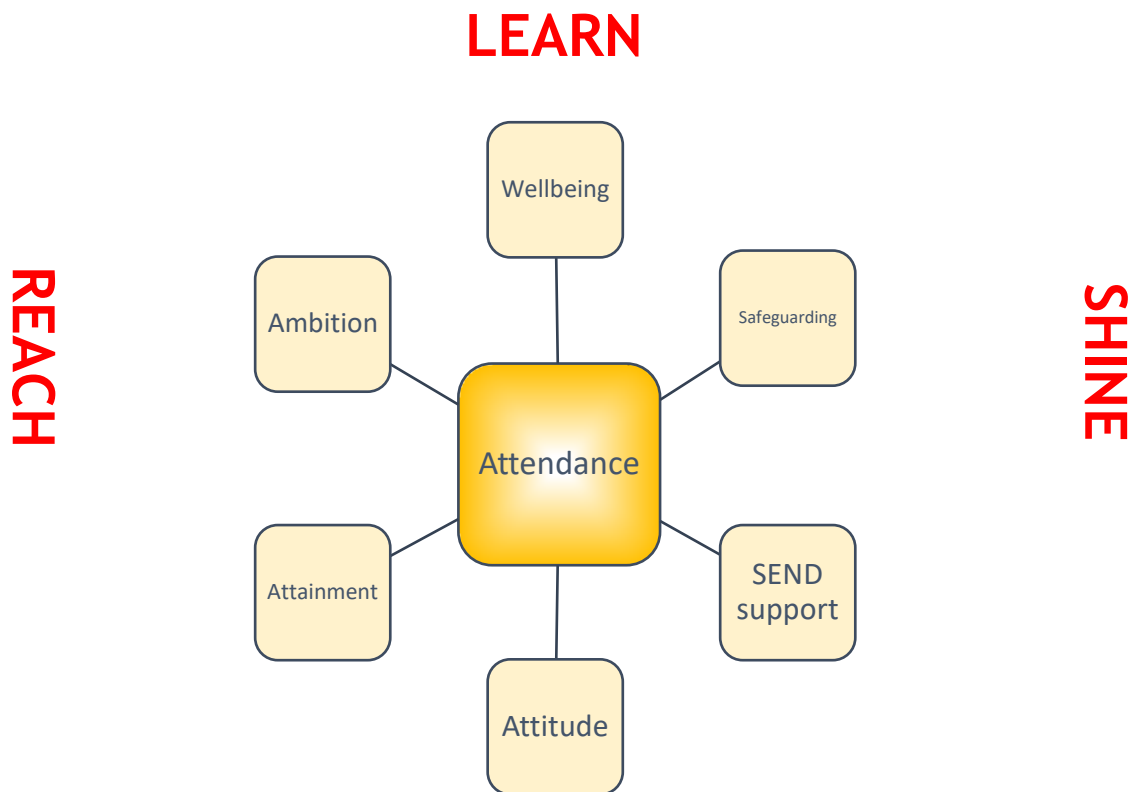 LEARN
Wellbeing
Ambition
Safeguarding
REACH
SHINE
Attendance
Attainment
SEND
support
Attitude